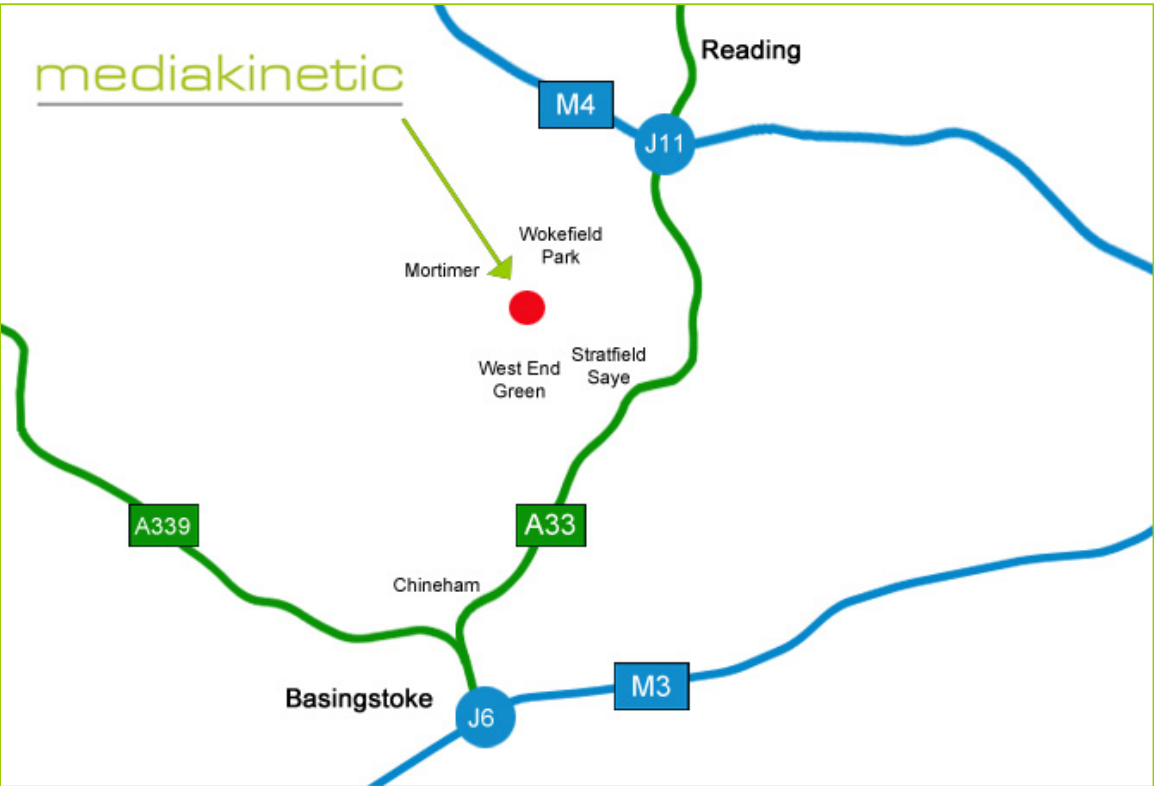 mediakinetic
Reading
M4
J11
Wokefield
Park
Mortimer
Stratfield
Saye
West End
Green
A339
A33
Chineham
Basingstoke
M3
J6